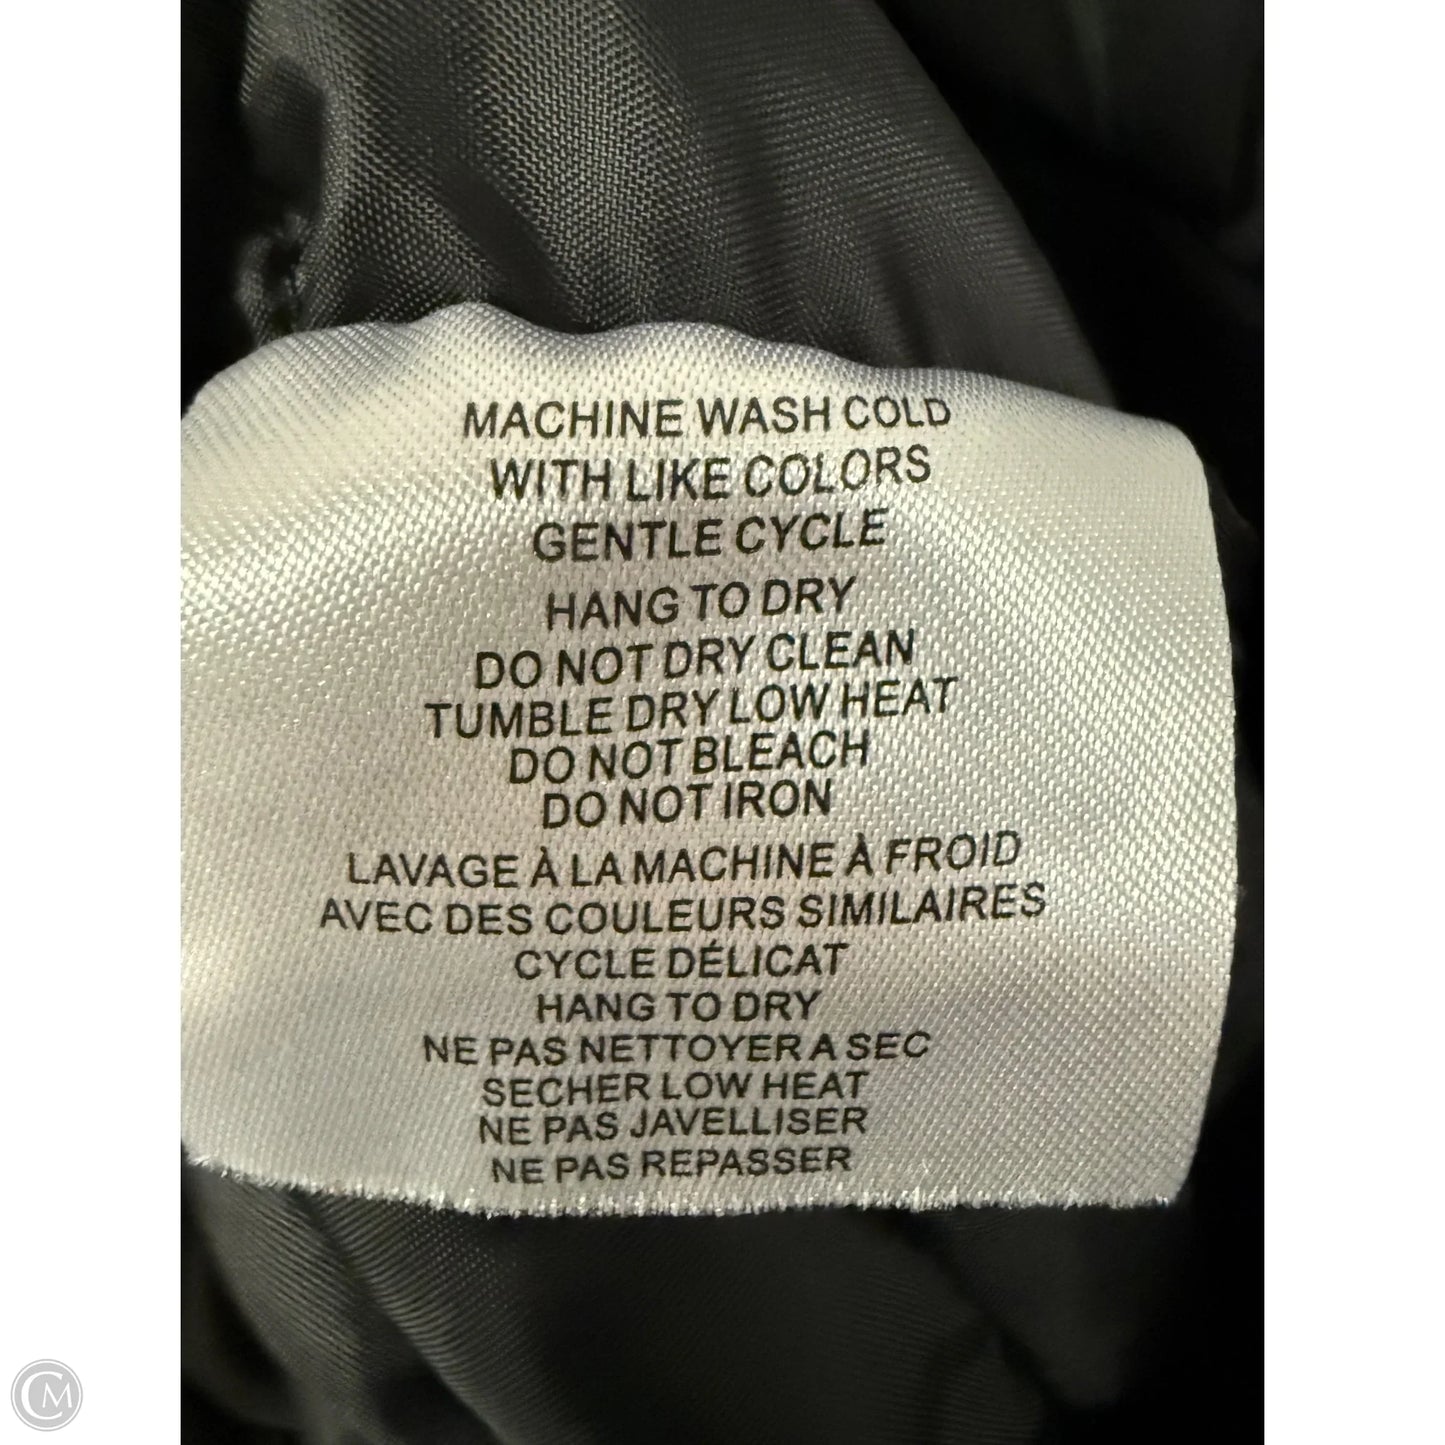 MACHINE WASH COLD
WITH LIKE COLORS
GENTLE CYCLE
HANG TO DRY
DO NOT DRY CLEAN
TUMBLE DRY LOW HEAT
DO NOT BLEACH
DO NOT IRON
LAVAGE À LA MACHINE À FROID
AVEC DES COULEURS SIMILAIRES
CYCLE DÉLICAT
HANG TO DRY
NE PAS NETTOYER A SEC
SECHER LOW HEAT
NE PAS JAVELLISER
NE PAS REPASSER
CM